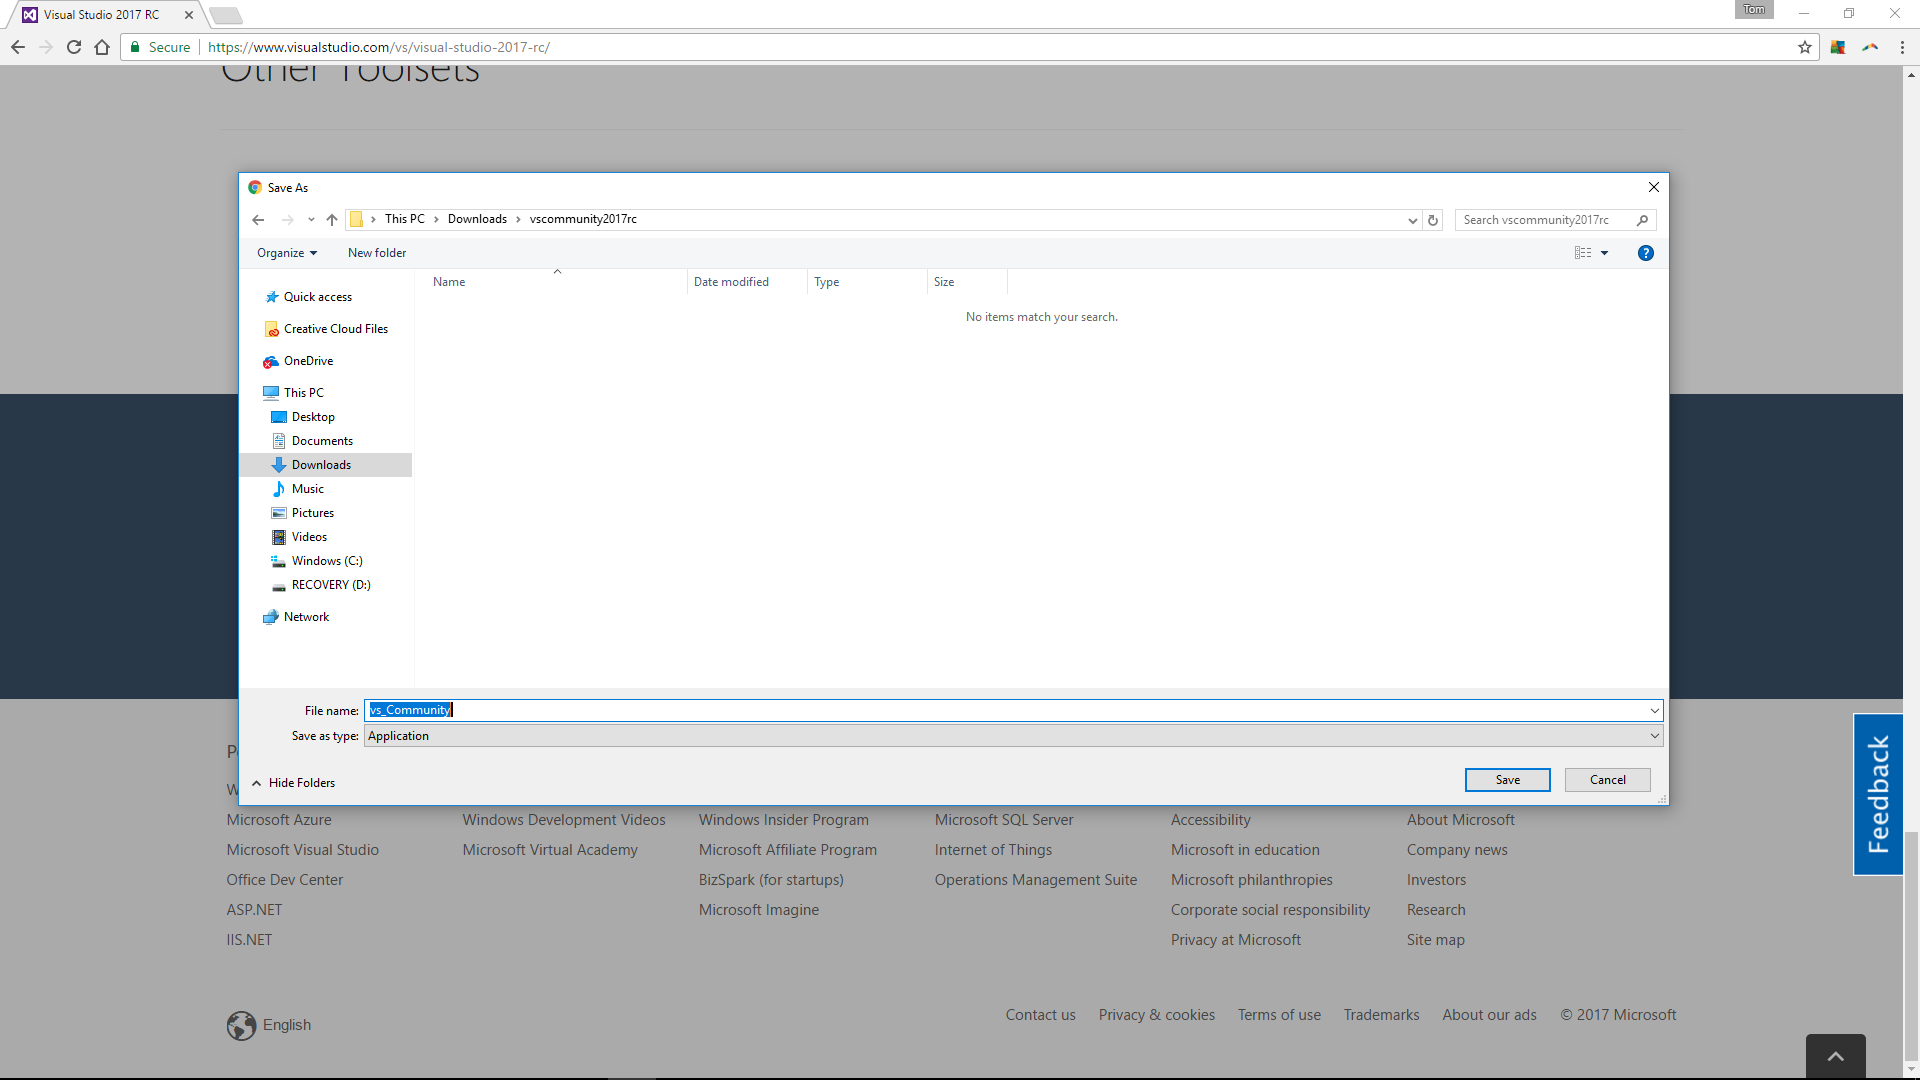 Visual Studio 2017 RC
Tom
Secure
https://www.visualstudio.com/vs/visual-studio-2017-rc/
Other Toolsets
Save As
This PC > Downloads > vscommunity2017rc
Search vscommunity2017rc
Organize
New folder
Name
Date modified
Type
Size
No items match your search.
Quick access
Creative Cloud Files
OneDrive
This PC
Desktop
Documents
Downloads
Music
Pictures
Videos
Windows (C:)
RECOVERY (D:)
Network
File name: vs_Community
Save as type: Application
Hide Folders
Save
Cancel
Feedback
Microsoft Azure
Windows Development Videos
Windows Insider Program
Microsoft SQL Server
Accessibility
About Microsoft
Microsoft Visual Studio
Microsoft Virtual Academy
Microsoft Affiliate Program
Internet of Things
Microsoft in education
Company news
Office Dev Center
BizSpark (for startups)
Operations Management Suite
Microsoft philanthropies
Investors
ASP.NET
Microsoft Imagine
Corporate social responsibility
Research
IIS.NET
Privacy at Microsoft
Site map
English
Contact us
Privacy & cookies
Terms of use
Trademarks
About our ads
© 2017 Microsoft